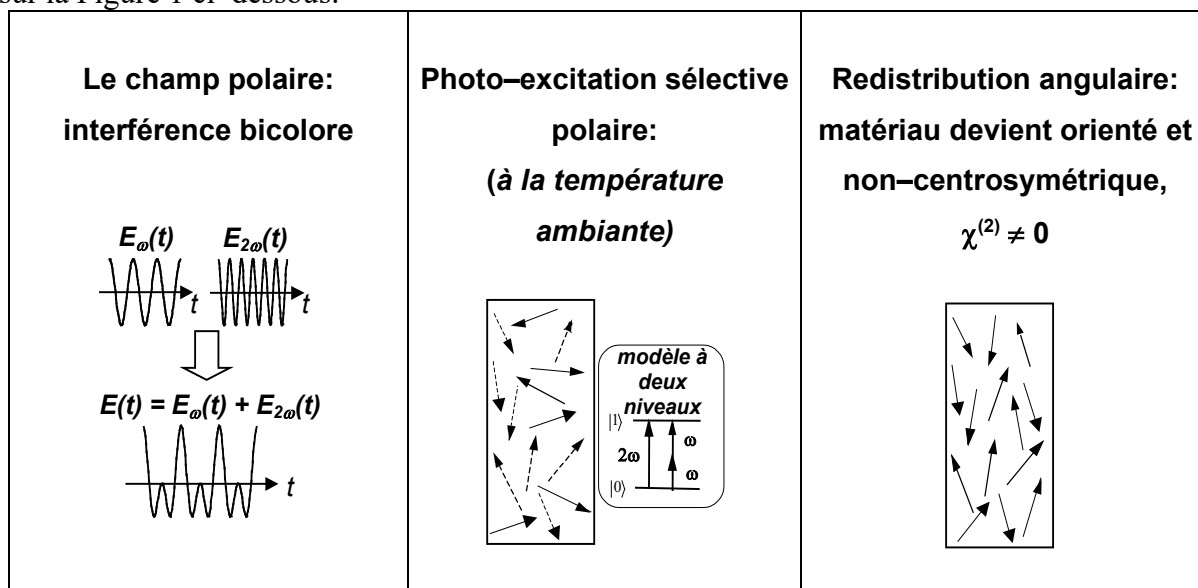 sur la Figure 1 ci-dessous.
Le champ polaire:
interférence bicolore
Eω(t)
E2ω(t)
t
t
E(t) = Eω(t) + E2ω(t)
t
Photo–excitation sélective
polaire:
(à la température
ambiante)
modèle à
deux
niveaux
|1⟩
2ω
ω
ω
|0⟩
Redistribution angulaire:
matériau devient orienté et
non–centrosymétrique,
χ(2) ≠ 0